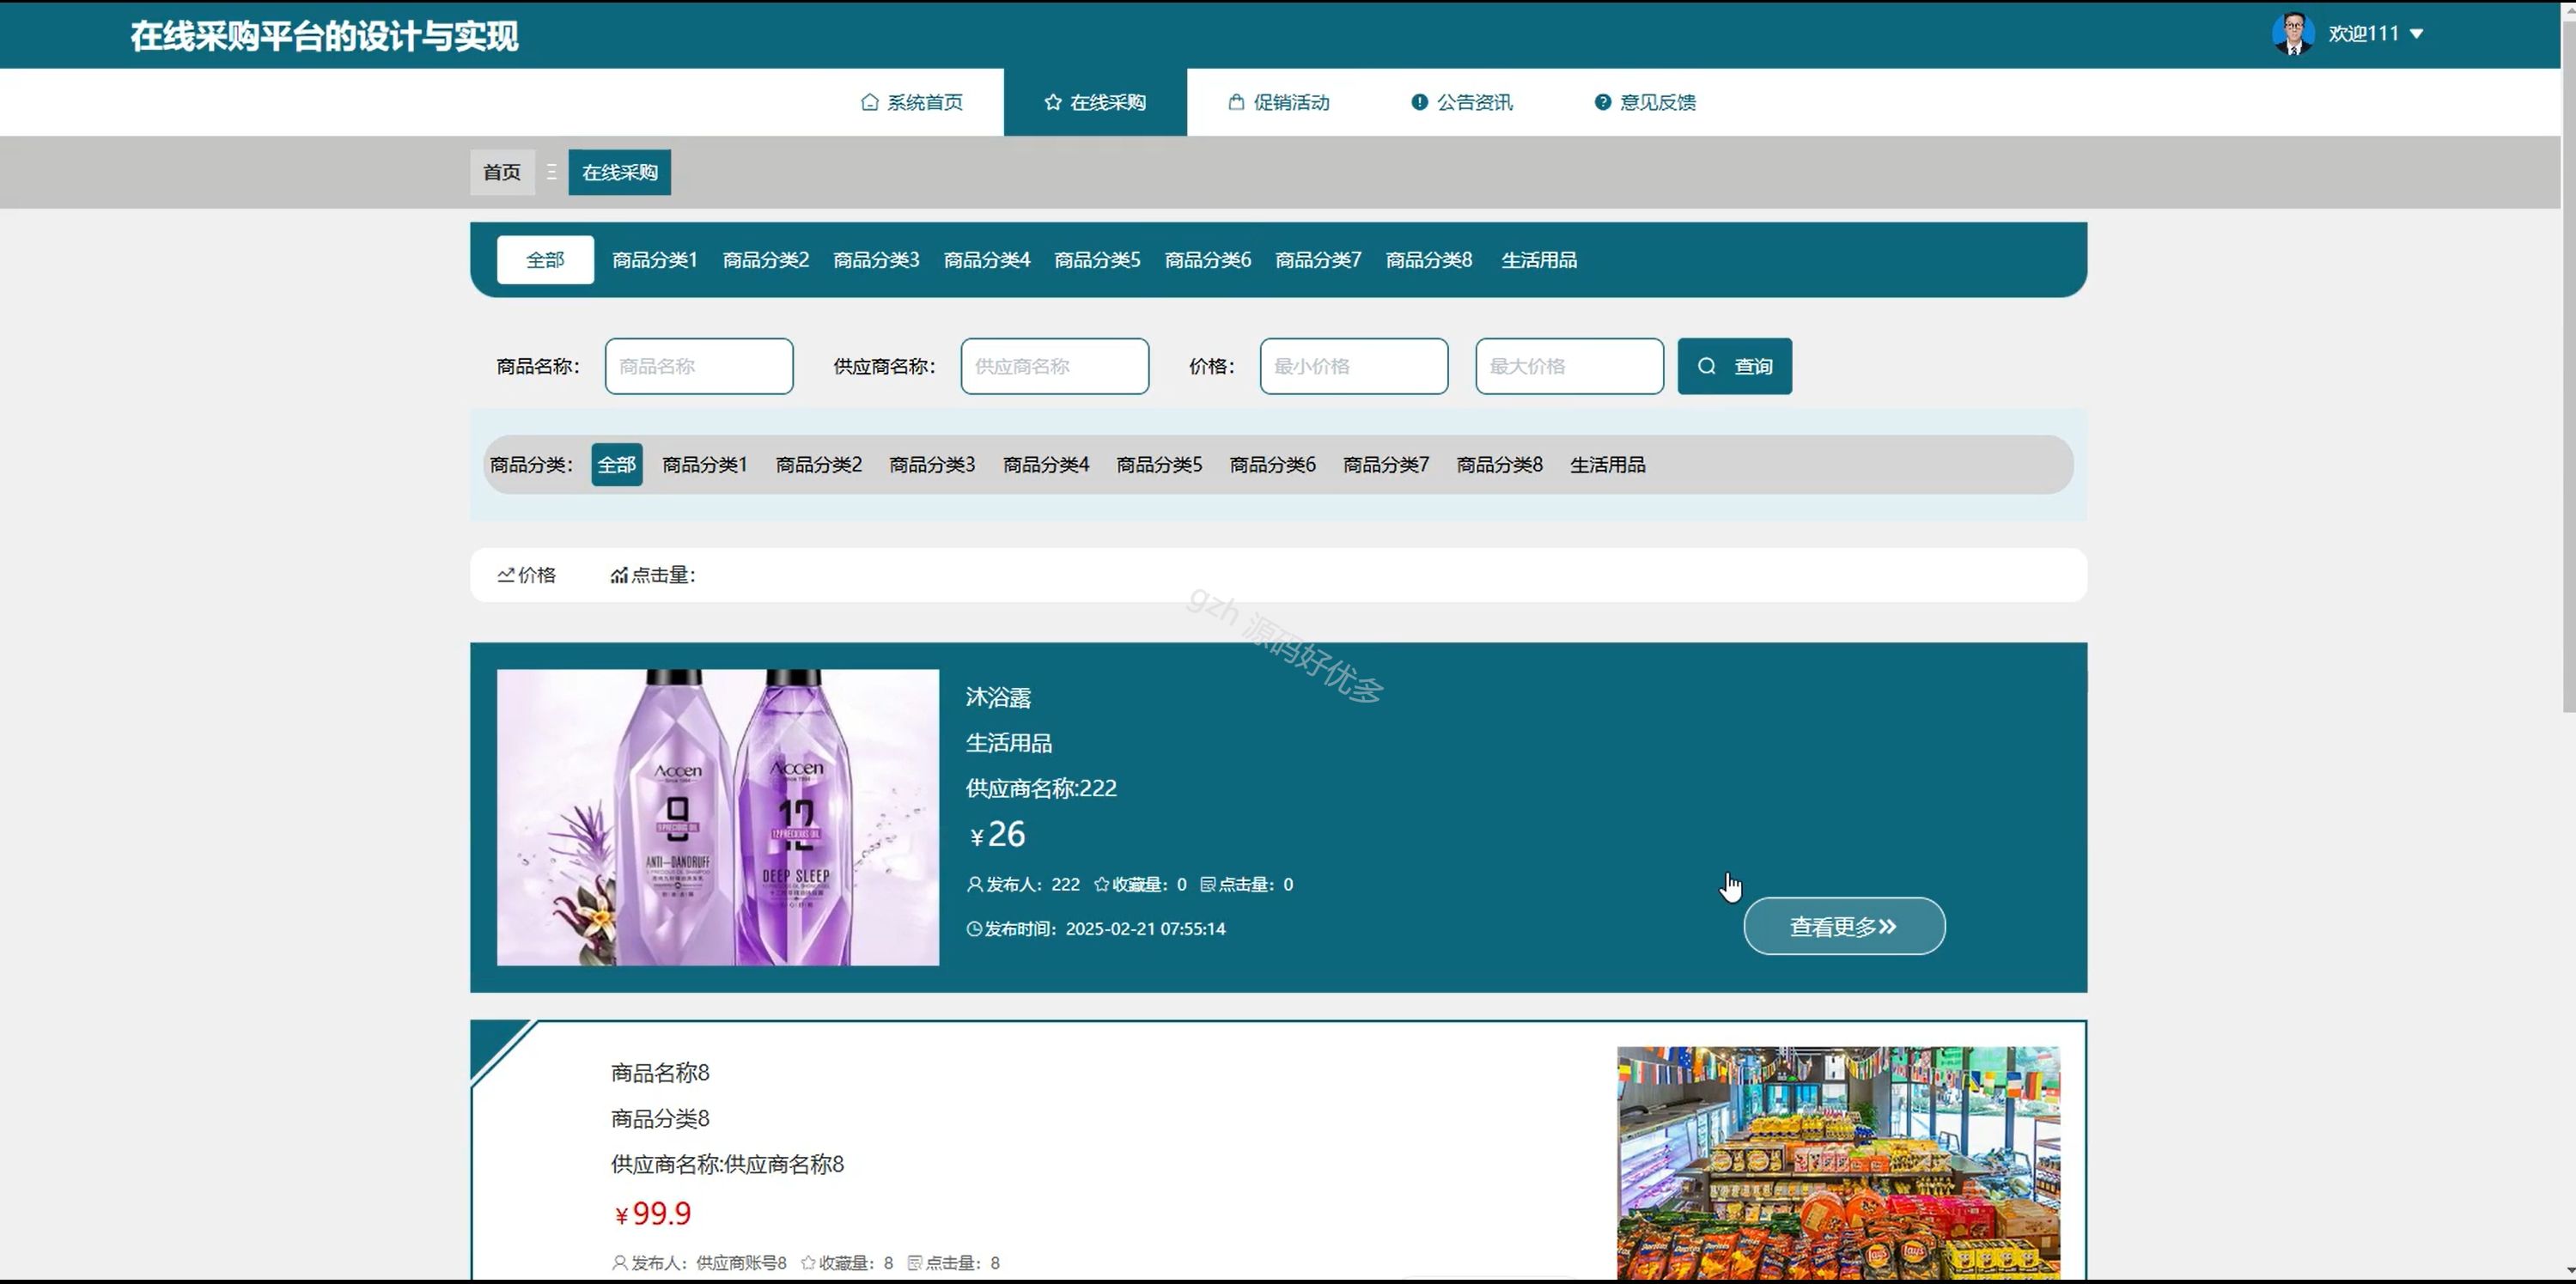 在线采购平台的设计与实现
欢迎111
系统首页 在线采购 促销活动 公告资讯 意见反馈
首页 在线采购
全部 商品分类1 商品分类2 商品分类3 商品分类4 商品分类5 商品分类6 商品分类7 商品分类8 生活用品
商品名称: 商品名称 供应商名称: 供应商名称 价格: 最小价格 最大价格 查询
商品分类: 全部 商品分类1 商品分类2 商品分类3 商品分类4 商品分类5 商品分类6 商品分类7 商品分类8 生活用品
价格 点击量:
gzh 源码好优多
Accen
9
ANTI-DANDRUFF
Accen
12
12 PRECIOUS OIL
DEEP SLEEP
沐浴露
生活用品
供应商名称:222
¥26
发布人: 222 收藏量: 0 点击量: 0
发布时间: 2025-02-21 07:55:14
查看更多
商品名称8
商品分类8
供应商名称:供应商名称8
¥99.9
发布人: 供应商账号8 收藏量: 8 点击量: 8
Lay's
Lay's